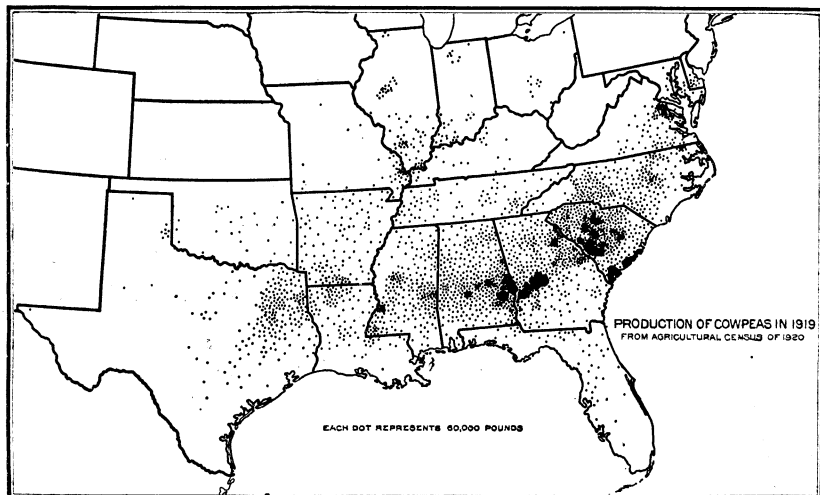 PRODUCTION OF COWPEAS IN 1919
FROM AGRICULTURAL CENSUS OF 1920
EACH DOT REPRESENTS 60,000 POUNDS